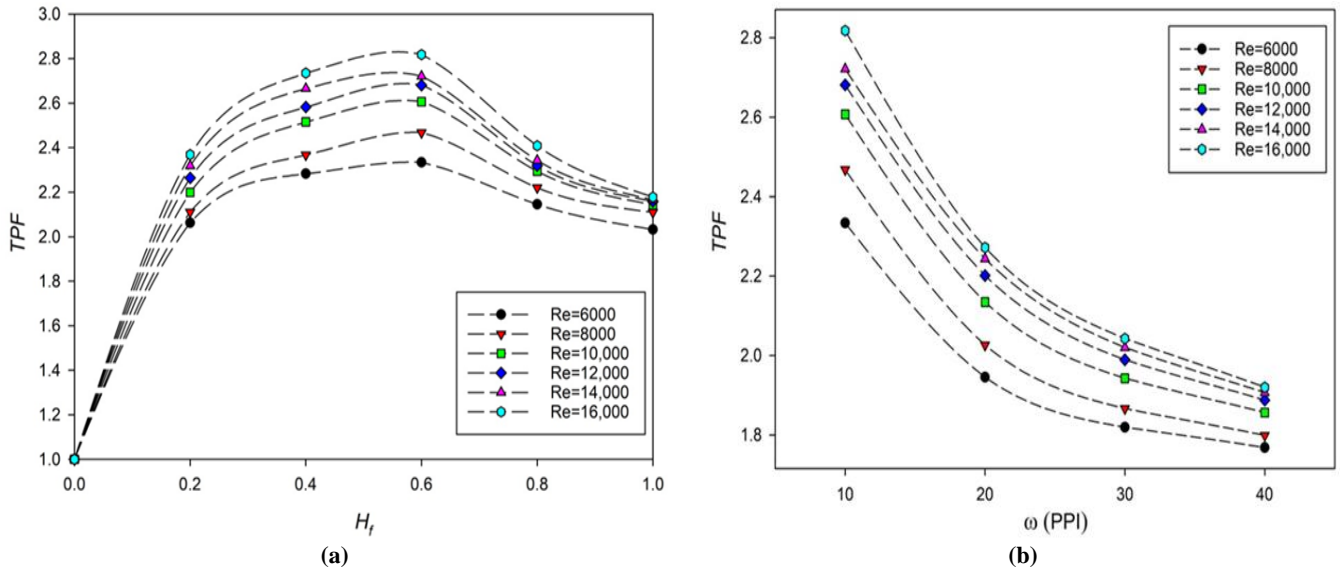 3.0
2.8
2.6
2.4
2.2
2.0
1.8
1.6
1.4
1.2
1.0
TPF
0.0 0.2 0.4 0.6 0.8 1.0
Hf
Re=6000
Re=8000
Re=10,000
Re=12,000
Re=14,000
Re=16,000
(a)
2.8
2.6
2.4
2.2
2.0
1.8
TPF
10 20 30 40
ω (PPI)
Re=6000
Re=8000
Re=10,000
Re=12,000
Re=14,000
Re=16,000
(b)